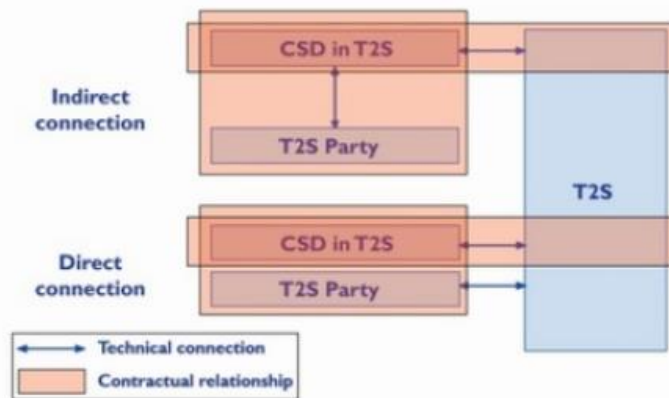 CSD in T2S
Indirect
connection
T2S Party
T2S
CSD in T2S
Direct
connection
T2S Party
Technical connection
Contractual relationship